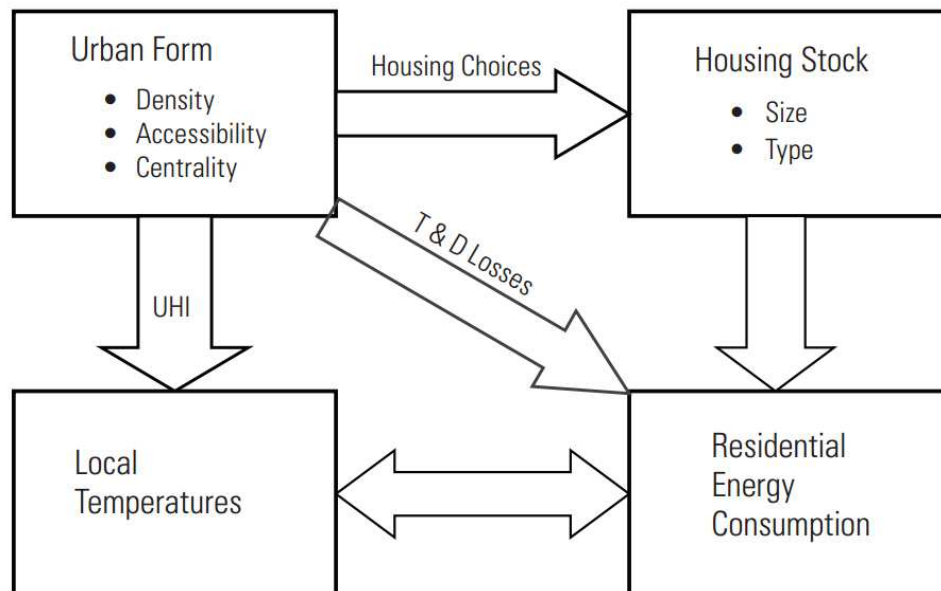 Urban Form
• Density
• Accessibility
• Centrality
Housing Choices
Housing Stock
• Size
• Type
T & D Losses
UHI
Local
Temperatures
Residential
Energy
Consumption